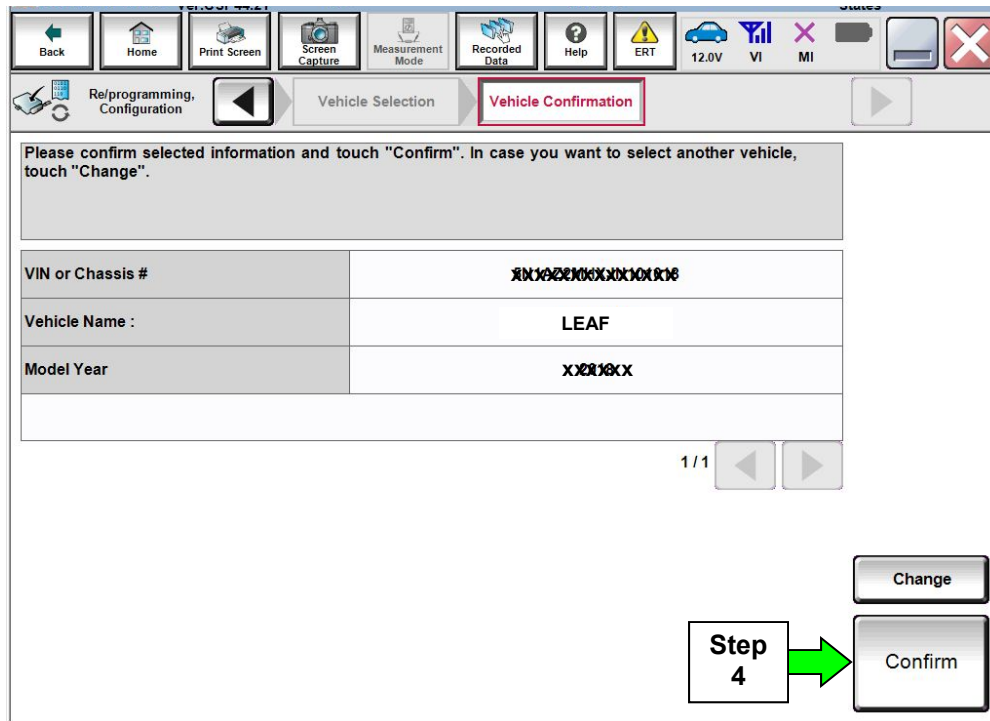 Back
Home
Print Screen
Screen
Capture
Measurement
Mode
Recorded
Data
Help
ERT
12.0V
VI
MI
Re/programming,
Configuration
Vehicle Selection
Vehicle Confirmation
Please confirm selected information and touch "Confirm". In case you want to select another vehicle,
touch "Change".
VIN or Chassis #
Vehicle Name :
LEAF
Model Year
1 / 1
Change
Step
4
Confirm